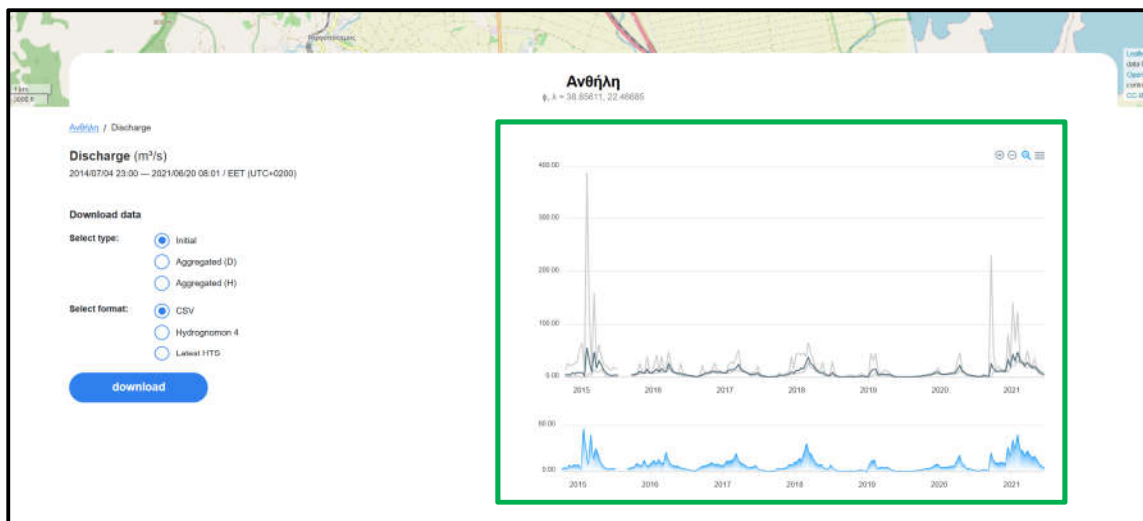 Ανθήλη
φ, λ = 38.85811, 22.46685
Ανθήλη / Discharge
Discharge (m³/s)
2014/07/04 23:00 — 2021/06/20 08:01 / EET (UTC+0200)
Download data
Select type:
Initial
Aggregated (D)
Aggregated (H)
Select format:
CSV
Hydrognomon 4
Latest HTS
download
400.00
300.00
200.00
100.00
0.00
2015 2016 2017 2018 2019 2020 2021
50.00
0.00
2015 2016 2017 2018 2019 2020 2021